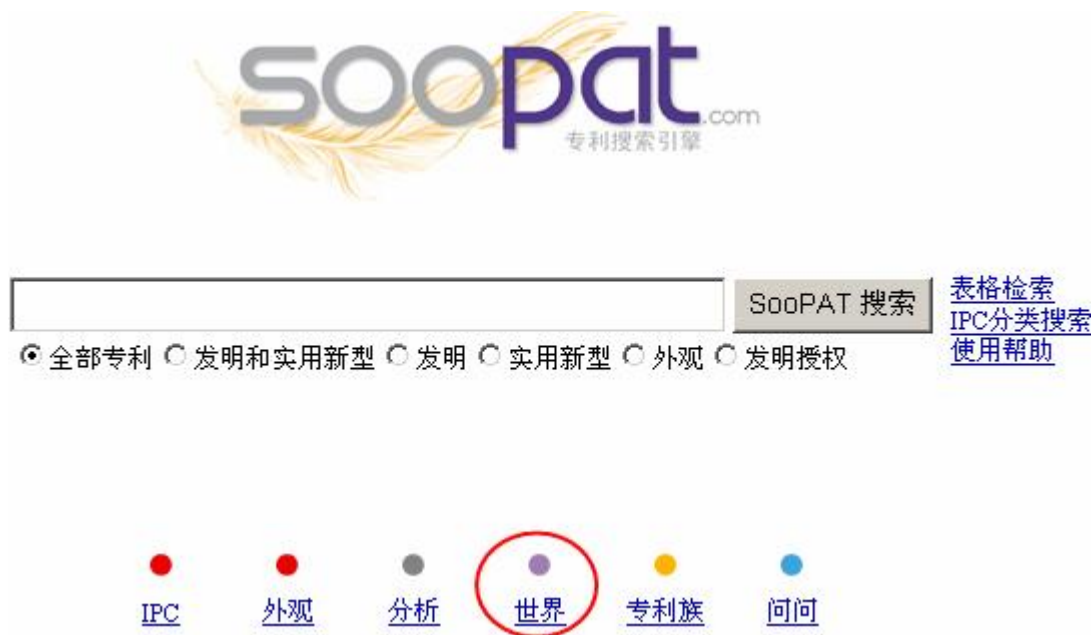 soopat.com
专利搜索引擎
SooPAT 搜索
表格检索
IPC分类搜索
使用帮助
全部专利 发明和实用新型 发明 实用新型 外观 发明授权
IPC 外观 分析 世界 专利族 问问